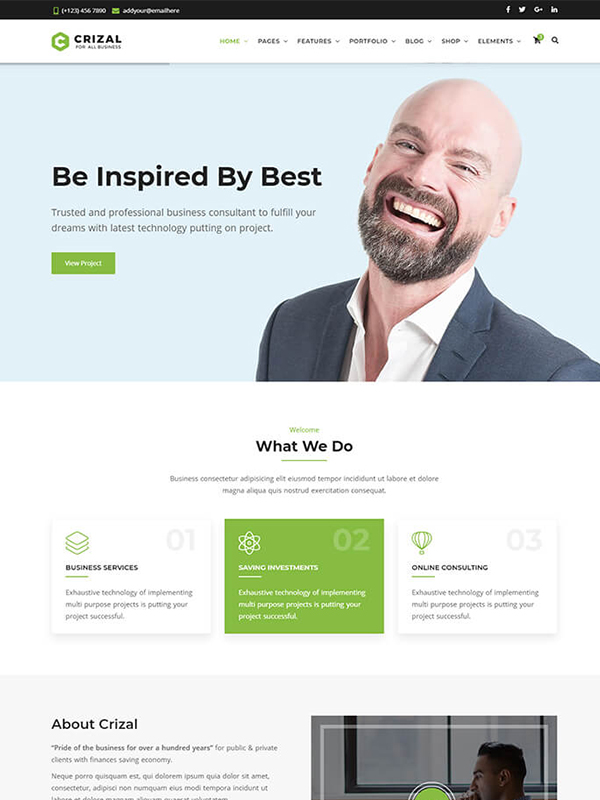 (+123) 456 7890 addyour@emailhere
CRIZAL
FOR ALL BUSINESS
HOME PAGES FEATURES PORTFOLIO BLOG SHOP ELEMENTS
Be Inspired By Best
Trusted and professional business consultant to fulfill your
dreams with latest technology putting on project.
View Project
Welcome
What We Do
Business consectetur adipisicing elit eiusmod tempor incididunt ut labore et dolore
magna aliqua quis nostrud exercitation consequat.
01
BUSINESS SERVICES
Exhaustive technology of implementing
multi purpose projects is putting your
project successful.
02
SAVING INVESTMENTS
Exhaustive technology of implementing
multi purpose projects is putting your
project successful.
03
ONLINE CONSULTING
Exhaustive technology of implementing
multi purpose projects is putting your
project successful.
About Crizal
“Pride of the business for over a hundred years” for public & private
clients with finances saving economy.
Neque porro quisquam est, qui dolorem ipsum quia dolor sit amet,
consectetur, adipisci non numquam eius modi tempora incidunt ut